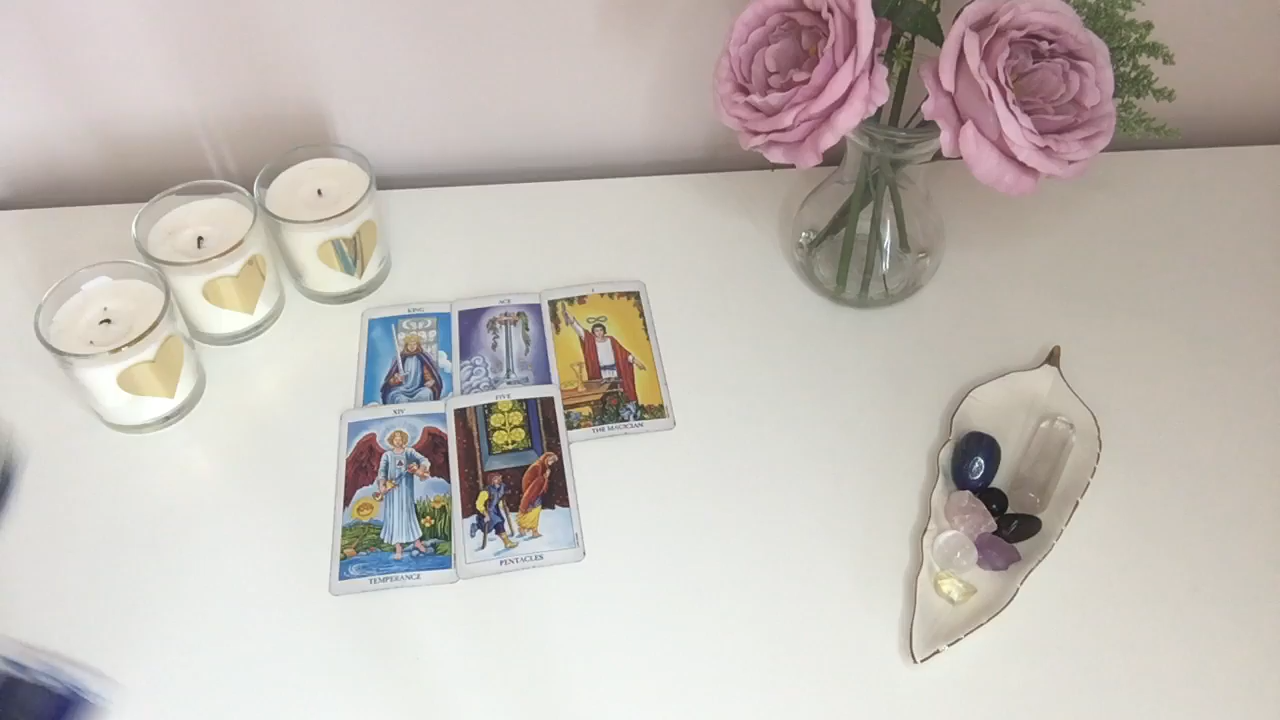 KING
ACE
I
THE MAGICIAN
XIV
TEMPERANCE
FIVE
PENTACLES